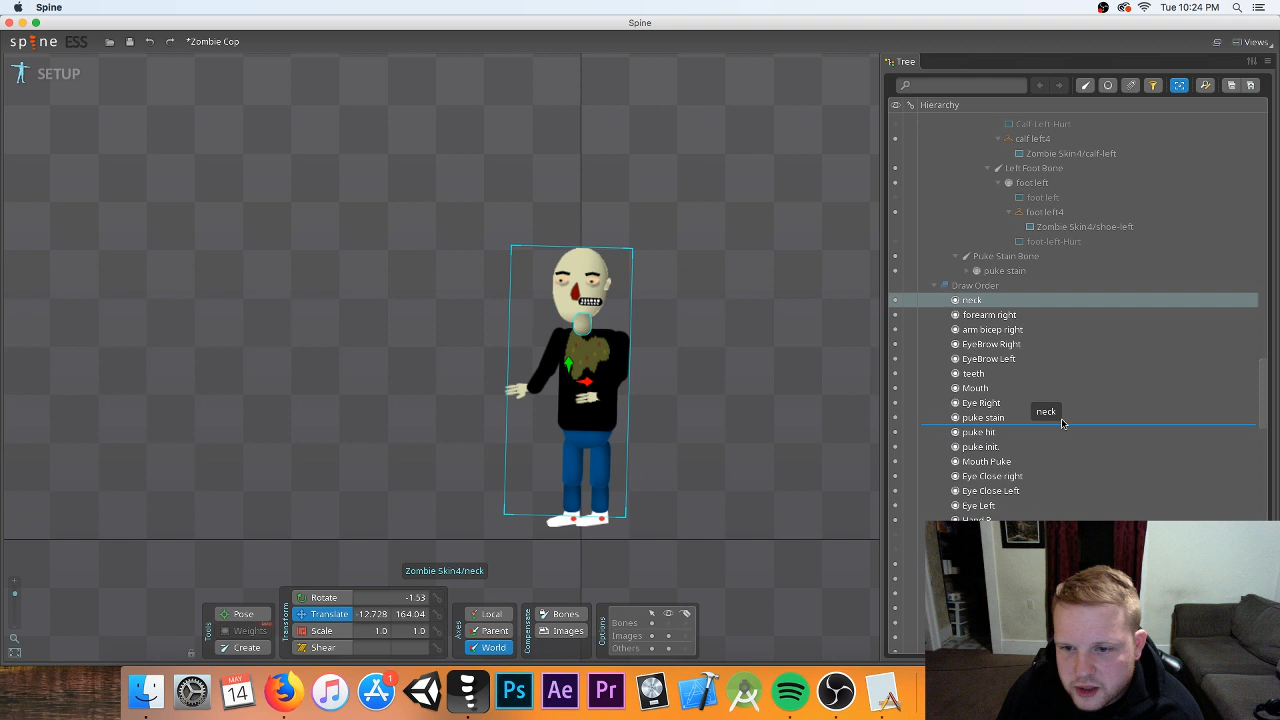 Spine
Tue 10:24 PM
Spine
spine ESS
*Zombie Cop
Views
SETUP
Tree
Hierarchy
Calf-Left-Hurt
calf left4
Zombie Skin4/calf-left
Left Foot Bone
foot left
foot left
foot left4
Zombie Skin4/shoe-left
foot-left-Hurt
Puke Stain Bone
puke stain
Draw Order
neck
forearm right
arm bicep right
EyeBrow Right
EyeBrow Left
teeth
Mouth
Eye Right
neck
puke stain
puke hit
puke init.
Mouth Puke
Eye Close right
Eye Close Left
Eye Left
Zombie Skin4/neck
Tools
Pose
Weights
Create
Transform
Rotate -1.53
Translate -12.728 164.04
Scale 1.0 1.0
Shear
Axes
Local
Parent
World
Compensate
Bones
Images
Options
Bones
Images
Others
MAY
14
1
Ps
Ae
Pr